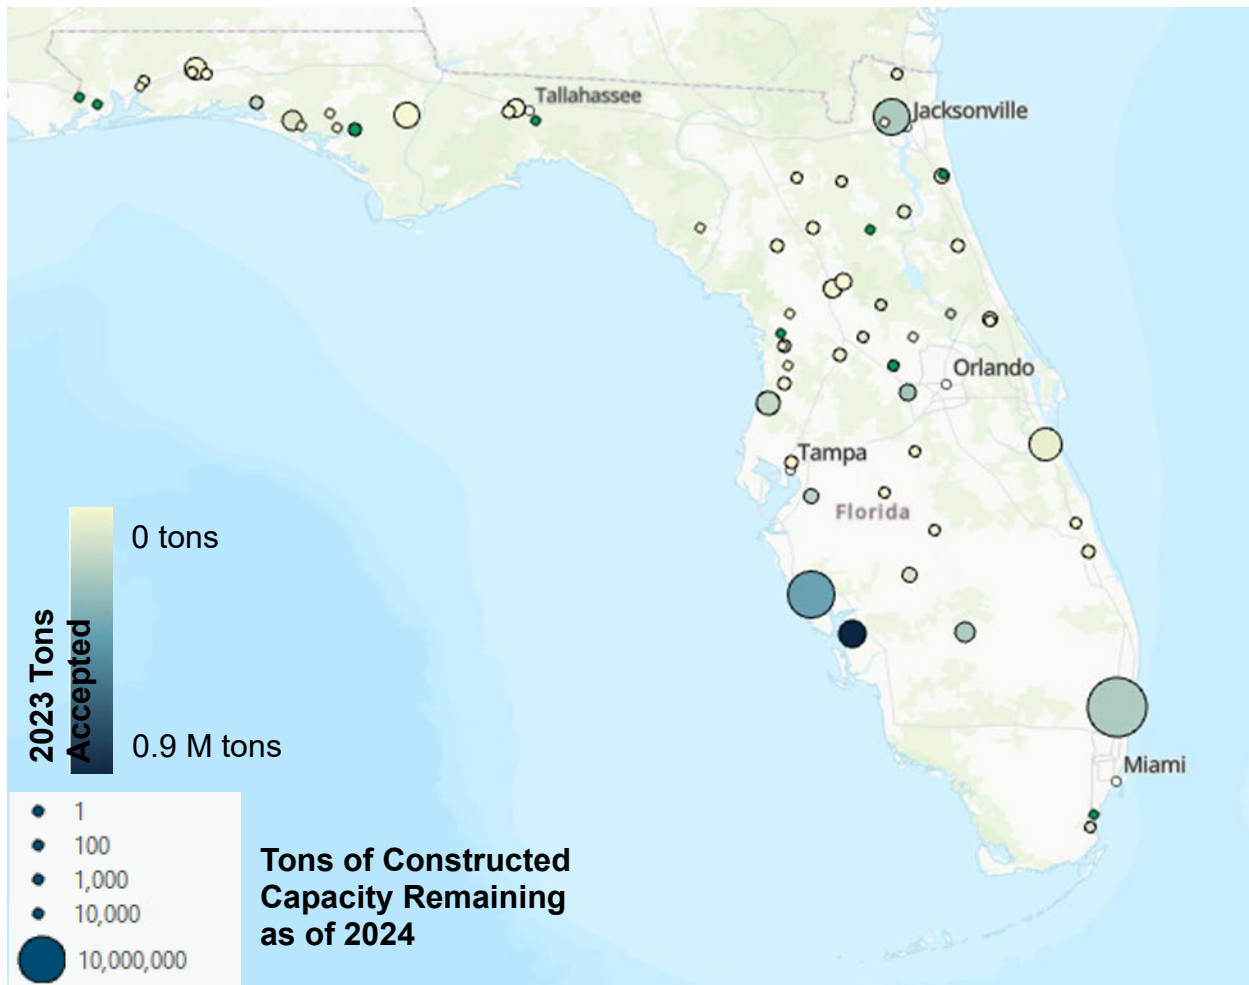 Tallahassee
Jacksonville
Orlando
Tampa
Florida
Miami
2023 Tons
Accepted
0 tons
0.9 M tons
1
100
1,000
10,000
10,000,000
Tons of Constructed
Capacity Remaining
as of 2024